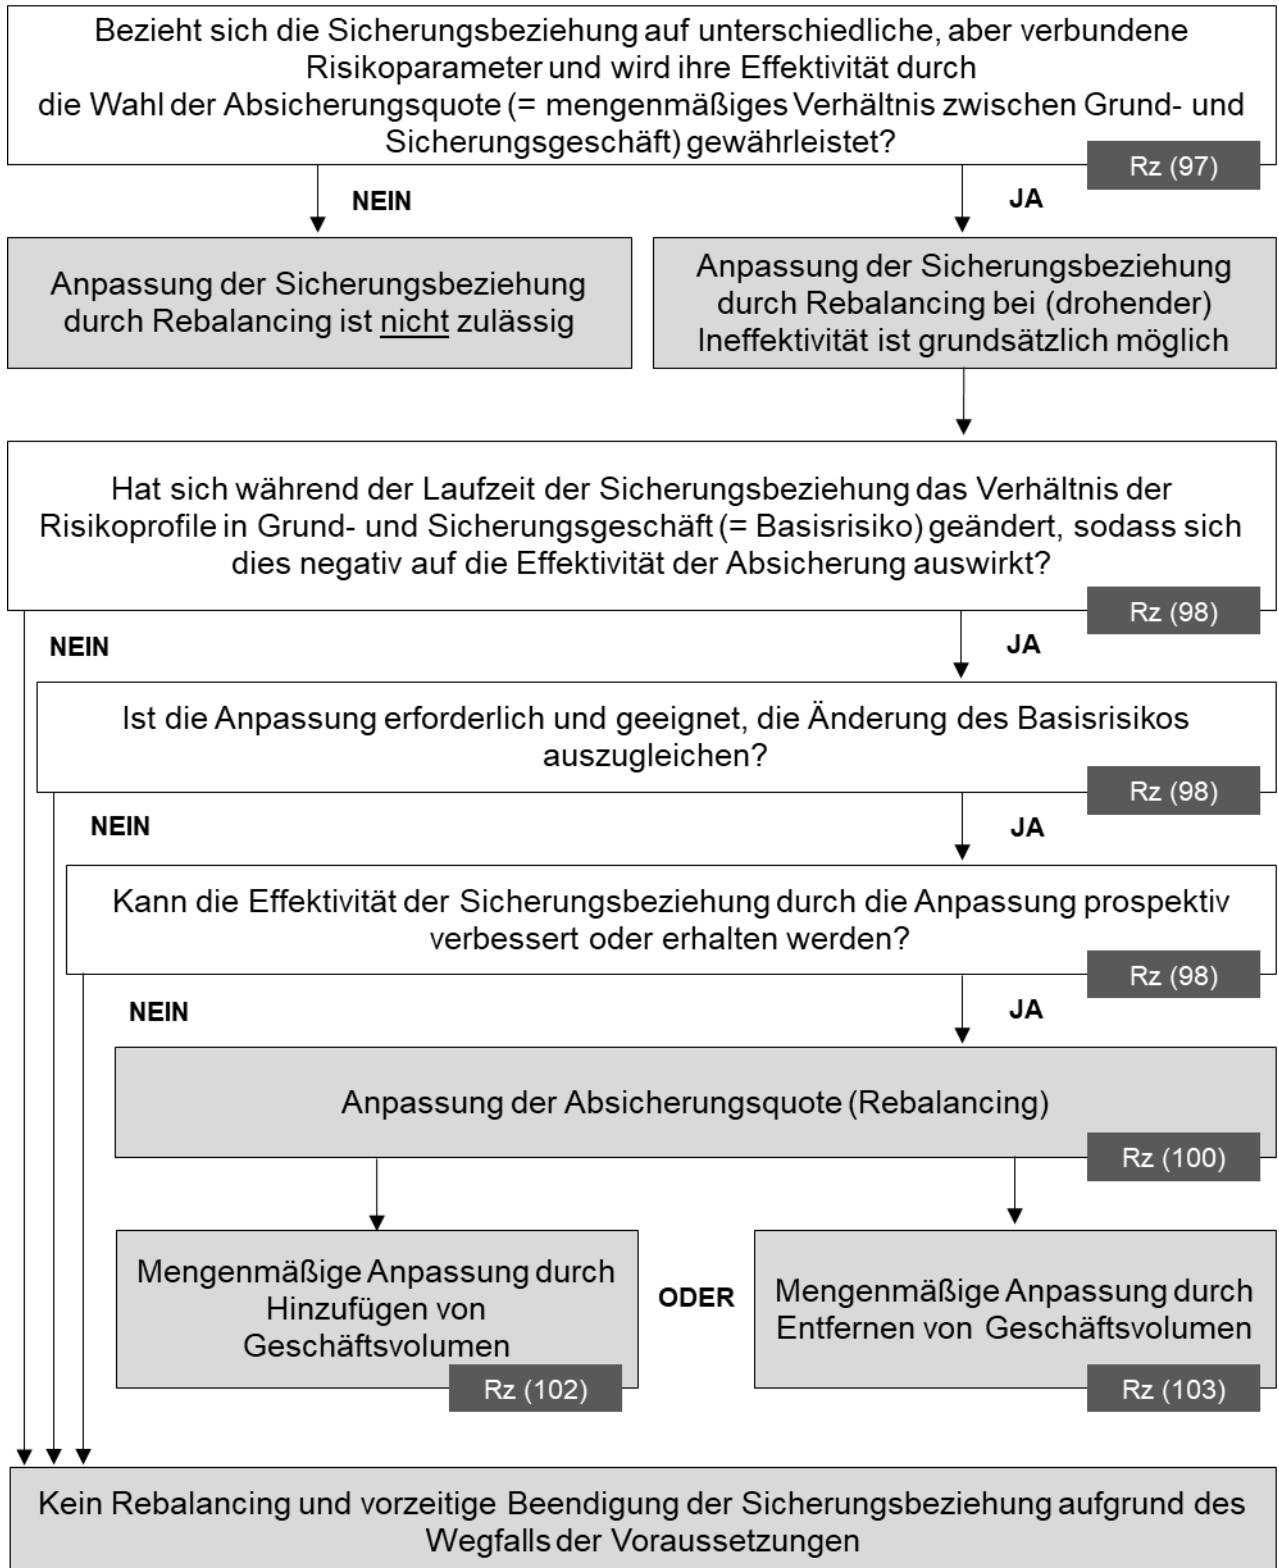 Bezieht sich die Sicherungsbeziehung auf unterschiedliche, aber verbundene
Risikoparameter und wird ihre Effektivität durch
die Wahl der Absicherungsquote (= mengenmäßiges Verhältnis zwischen Grund- und
Sicherungsgeschäft) gewährleistet?
Rz (97)
NEIN
JA
Anpassung der Sicherungsbeziehung
durch Rebalancing ist nicht zulässig
Anpassung der Sicherungsbeziehung
durch Rebalancing bei (drohender)
Ineffektivität ist grundsätzlich möglich
Hat sich während der Laufzeit der Sicherungsbeziehung das Verhältnis der
Risikoprofile in Grund- und Sicherungsgeschäft (= Basisrisiko) geändert, sodass sich
dies negativ auf die Effektivität der Absicherung auswirkt?
Rz (98)
NEIN
JA
Ist die Anpassung erforderlich und geeignet, die Änderung des Basisrisikos
auszugleichen?
Rz (98)
NEIN
JA
Kann die Effektivität der Sicherungsbeziehung durch die Anpassung prospektiv
verbessert oder erhalten werden?
Rz (98)
NEIN
JA
Anpassung der Absicherungsquote (Rebalancing)
Rz (100)
Mengenmäßige Anpassung durch
Hinzufügen von
Geschäftsvolumen
Rz (102)
ODER
Mengenmäßige Anpassung durch
Entfernen von Geschäftsvolumen
Rz (103)
Kein Rebalancing und vorzeitige Beendigung der Sicherungsbeziehung aufgrund des
Wegfalls der Voraussetzungen